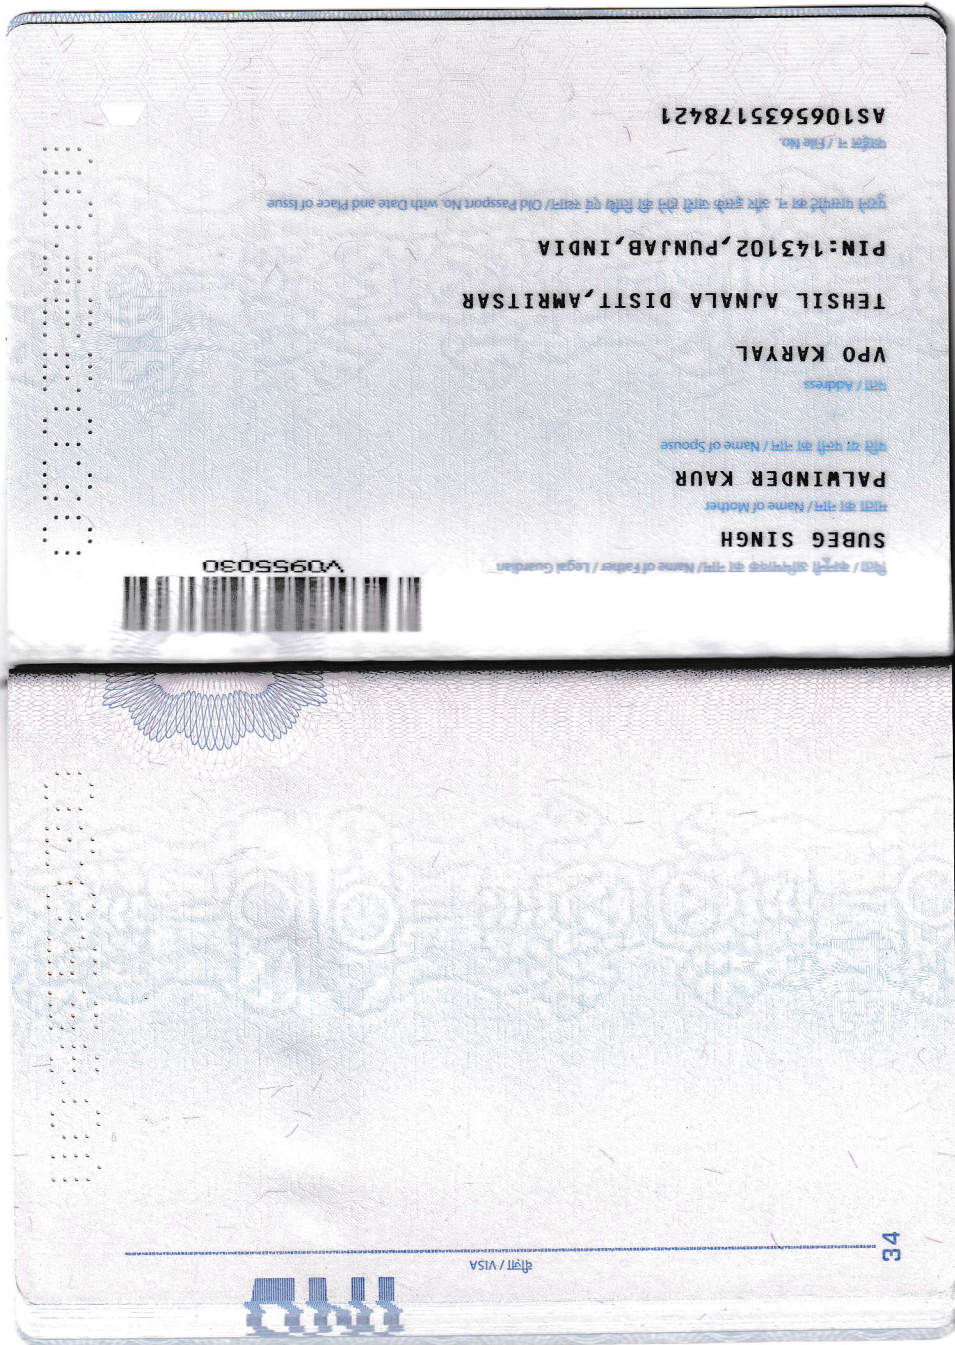 पिता / कानूनी अभिभावक का नाम / Name of Father / Legal Guardian
SUBEG SINGH
माता का नाम / Name of Mother
PALWINDER KAUR
पति या पत्नी का नाम / Name of Spouse
पता / Address
VPO KARYAL
TEHSIL AJNALA DISTT,AMRITSAR
PIN:143102,PUNJAB,INDIA
पुराने पासपोर्ट का न. और इसके जारी होने की तिथि एवं स्थान / Old Passport No. with Date and Place of Issue
फाईल न / File No.
AS1065635178421
V0955030
34
वीज़ा / VISA